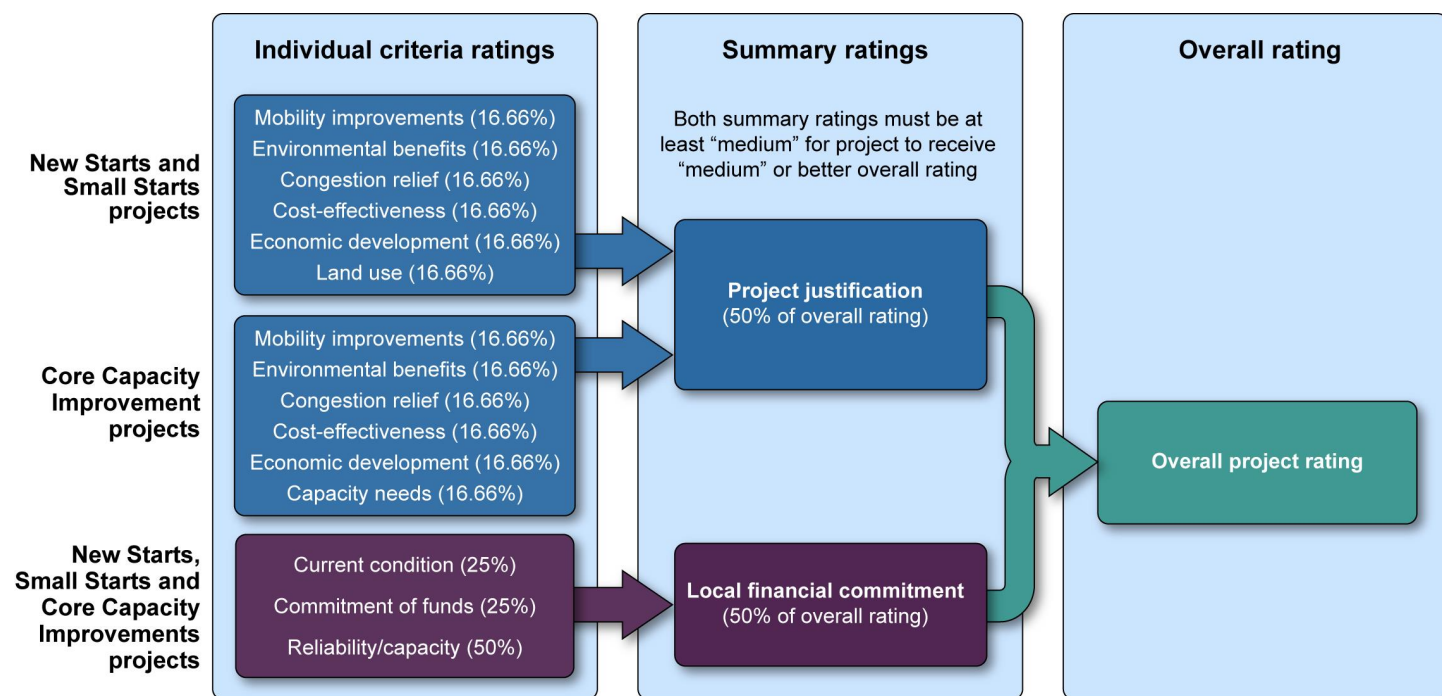 Individual criteria ratings
Summary ratings
Overall rating
New Starts and
Small Starts
projects
Mobility improvements (16.66%)
Environmental benefits (16.66%)
Congestion relief (16.66%)
Cost-effectiveness (16.66%)
Economic development (16.66%)
Land use (16.66%)
Both summary ratings must be at
least “medium” for project to receive
“medium” or better overall rating
Project justification
(50% of overall rating)
Core Capacity
Improvement
projects
Mobility improvements (16.66%)
Environmental benefits (16.66%)
Congestion relief (16.66%)
Cost-effectiveness (16.66%)
Economic development (16.66%)
Capacity needs (16.66%)
Overall project rating
New Starts,
Small Starts and
Core Capacity
Improvements
projects
Current condition (25%)
Commitment of funds (25%)
Reliability/capacity (50%)
Local financial commitment
(50% of overall rating)